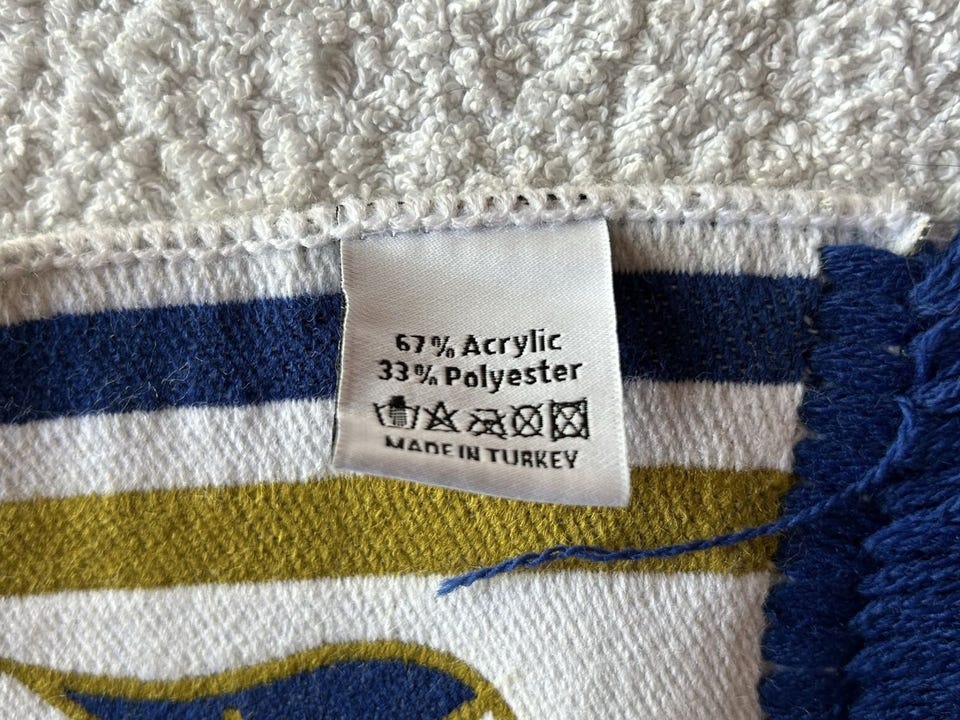 67% Acrylic
33% Polyester
MADE IN TURKEY